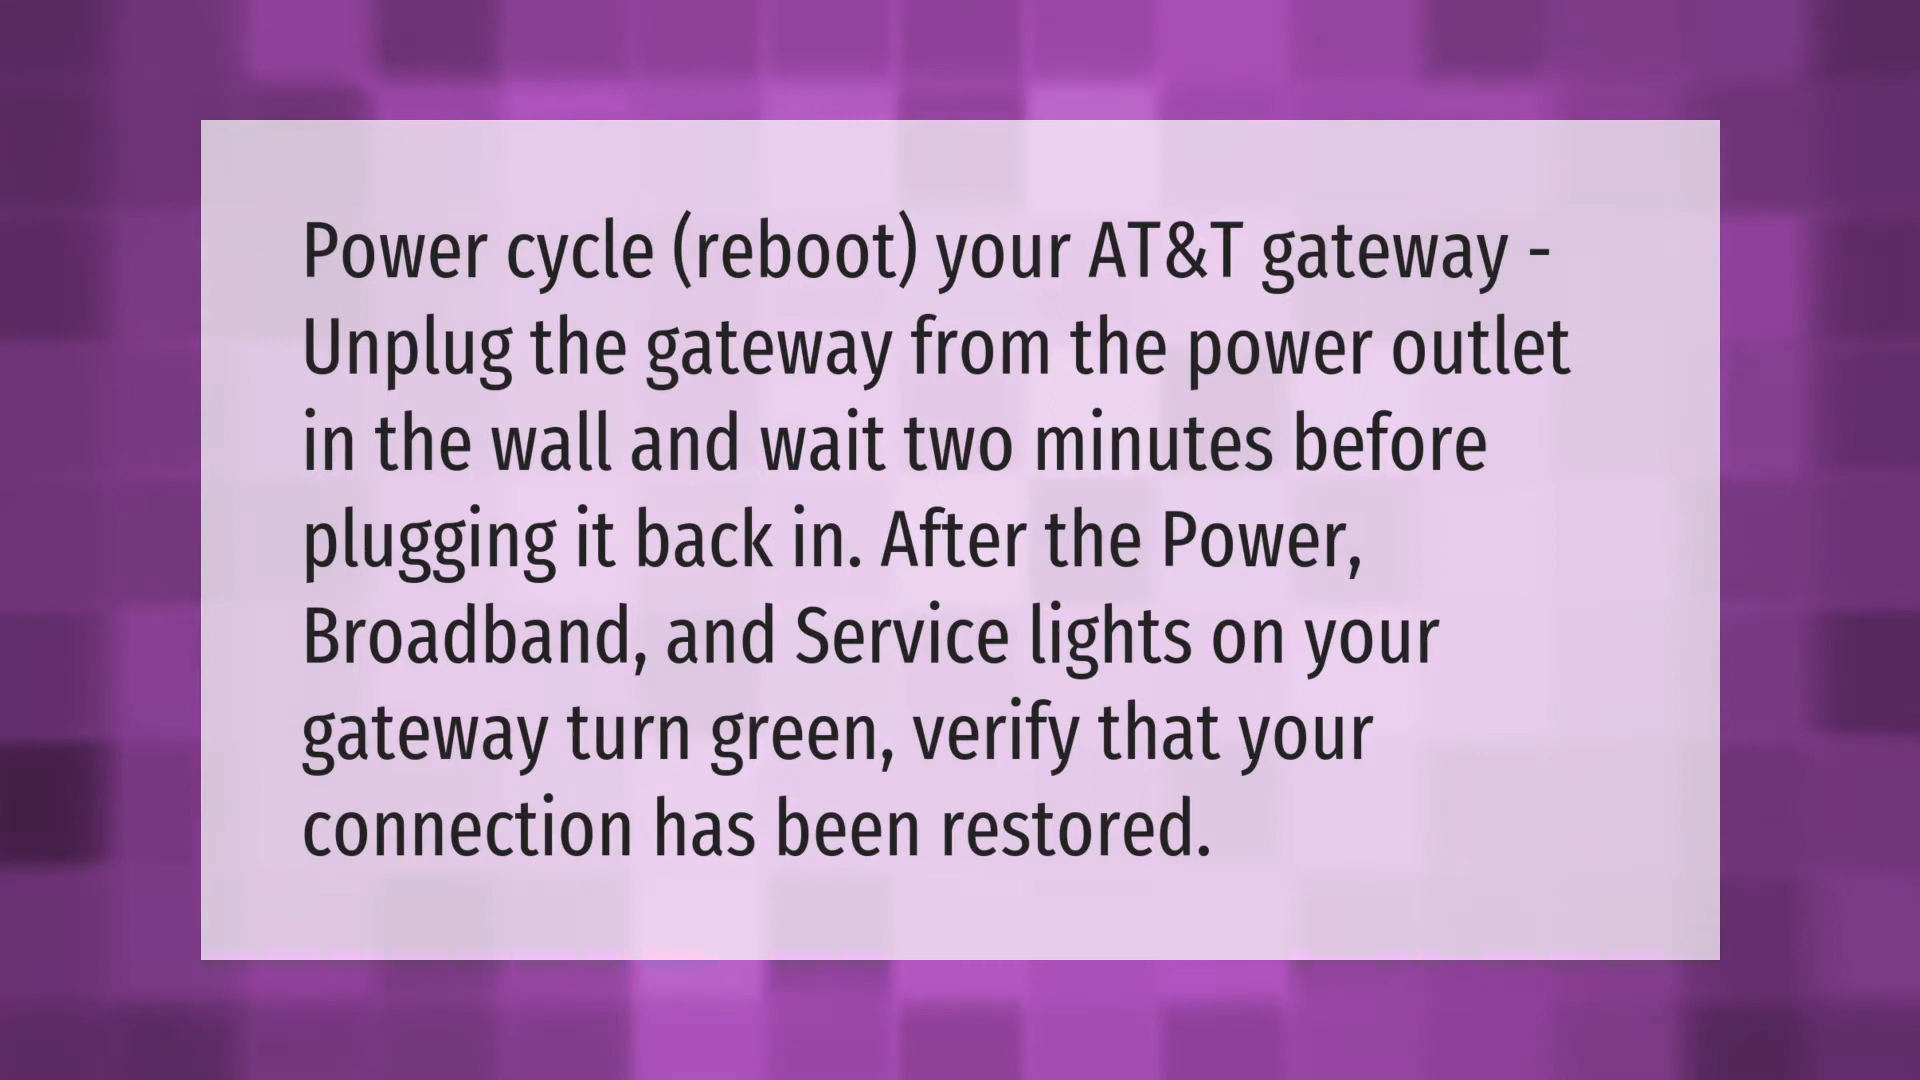 Power cycle (reboot) your AT&T gateway -
Unplug the gateway from the power outlet
in the wall and wait two minutes before
plugging it back in. After the Power,
Broadband, and Service lights on your
gateway turn green, verify that your
connection has been restored.